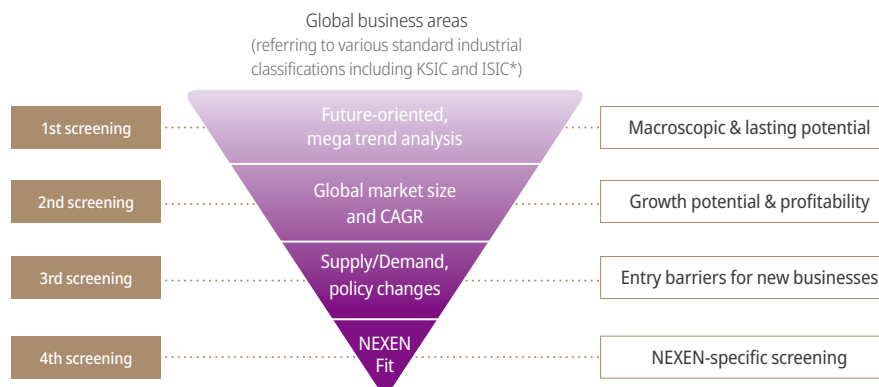 Global business areas
(referring to various standard industrial
classifications including KSIC and ISIC*)
1st screening
Future-oriented,
mega trend analysis
Macroscopic & lasting potential
2nd screening
Global market size
and CAGR
Growth potential & profitability
3rd screening
Supply/Demand,
policy changes
Entry barriers for new businesses
4th screening
NEXEN
Fit
NEXEN-specific screening